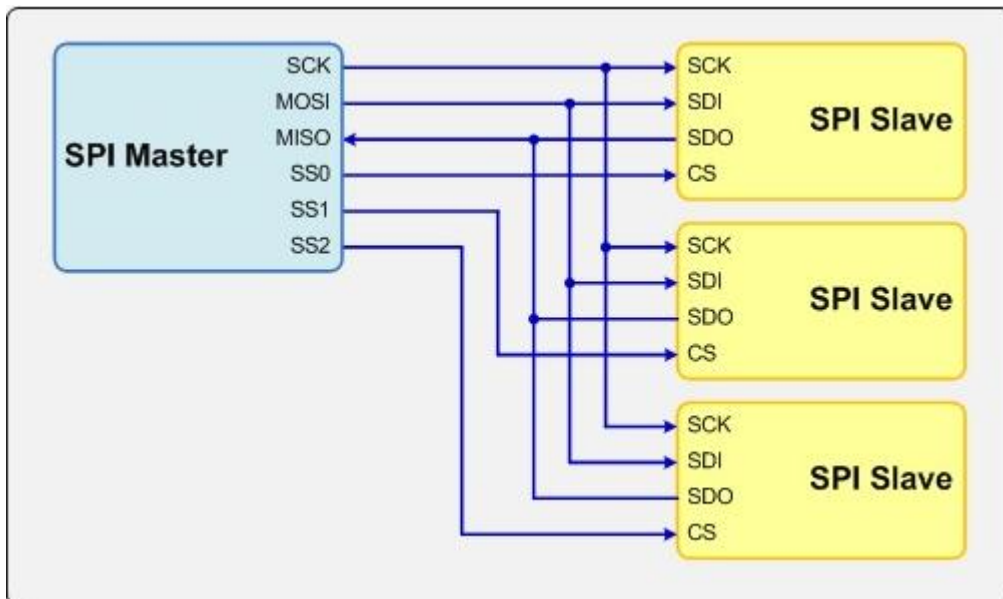 SPI Master
SCK
MOSI
MISO
SS0
SS1
SS2
SCK
SDI
SDO
CS
SPI Slave
SCK
SDI
SDO
CS
SPI Slave
SCK
SDI
SDO
CS
SPI Slave